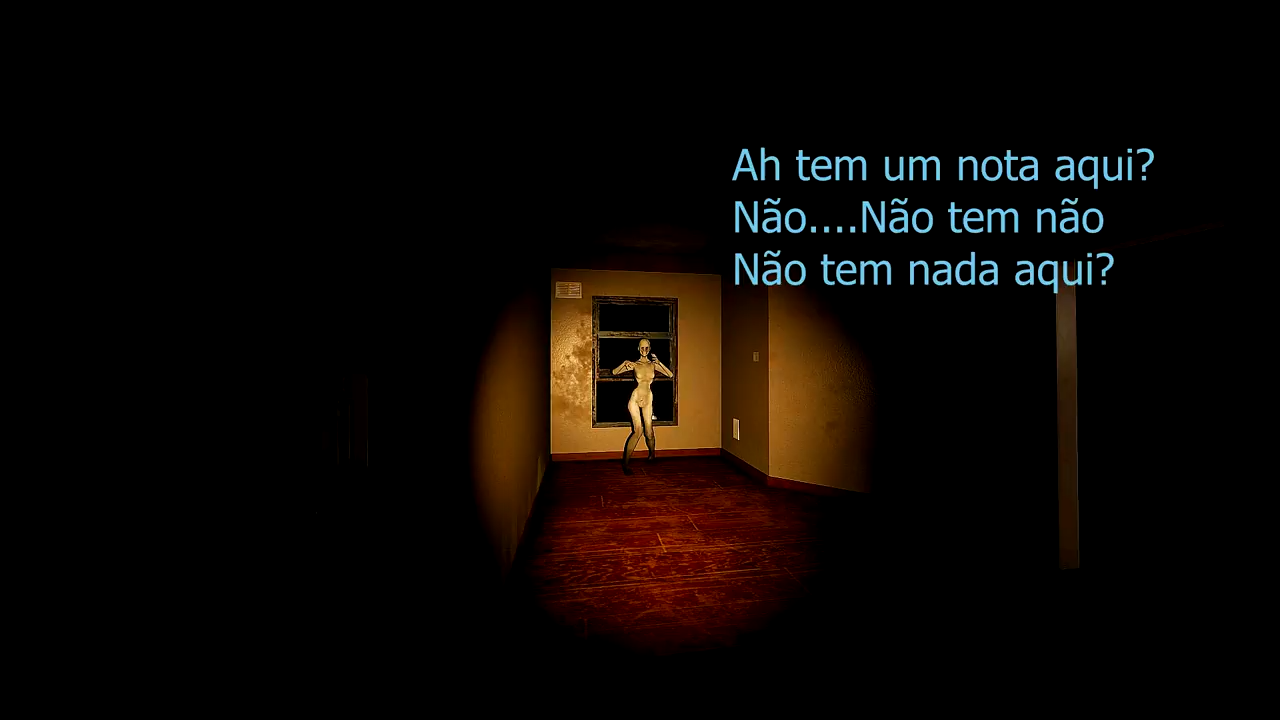 Ah tem um nota aqui?
Não....Não tem não
Não tem nada aqui?